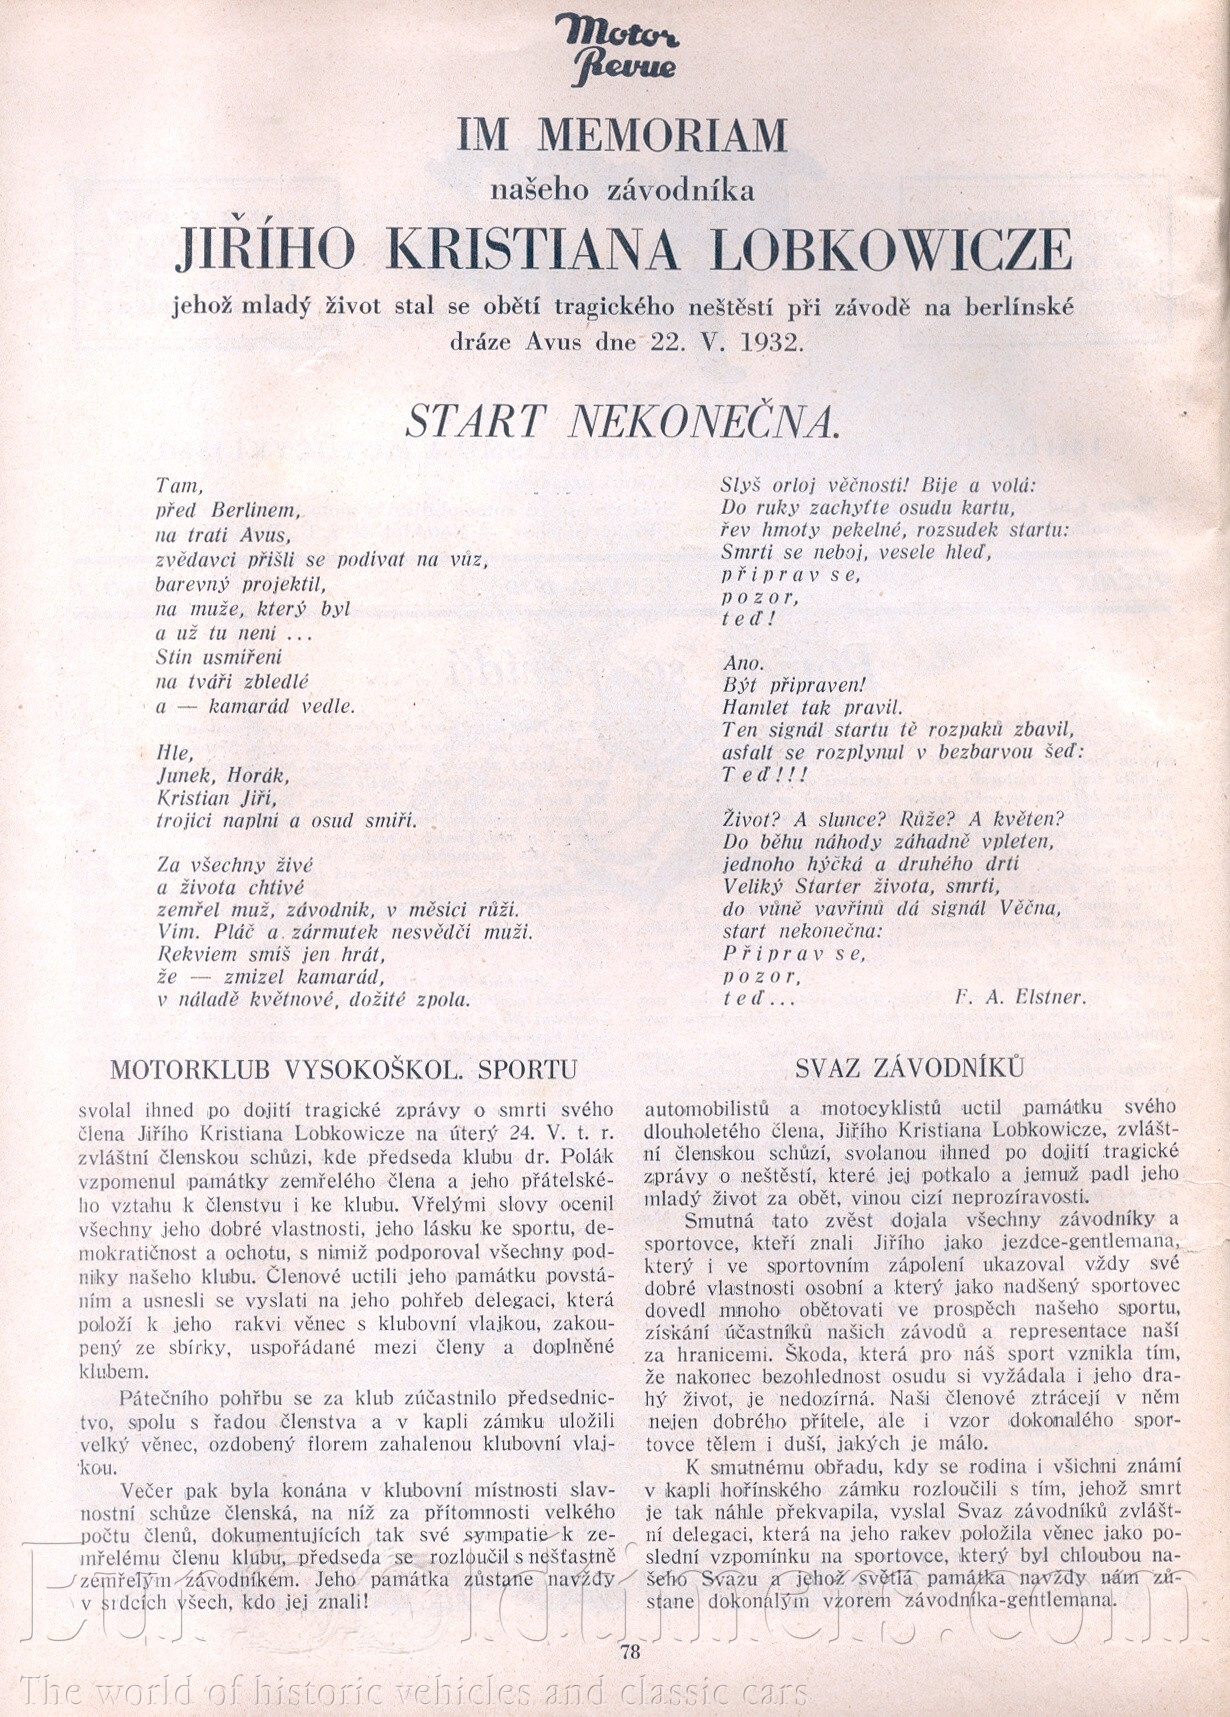 Motor
Revue
IM MEMORIAM
našeho závodníka
JIŘÍHO KRISTIANA LOBKOWICZE
jehož mladý život stal se obětí tragického neštěstí při závodě na berlínské
dráze Avus dne 22. V. 1932.
START NEKONEČNA.
Tam,
před Berlinem,
na trati Avus,
zvědavci přišli se podivat na vůz,
barevný projektil,
na muže, který byl
a už tu neni ...
Stin usmiřeni
na tváři zbledlé
a — kamarád vedle.
Hle,
Junek, Horák,
Kristian Jiři,
trojici naplni a osud smiři.
Za všechny živé
a života chtivé
zemřel muž, závodnik, v měsici růži.
Vim. Pláč a zármutek nesvědči muži.
Rekviem smiš jen hrát,
že — zmizel kamarád,
v náladě květnové, dožité zpola.
Slyš orloj věčnosti! Bije a volá:
Do ruky zachyťte osudu kartu,
řev hmoty pekelné, rozsudek startu:
Smrti se neboj, vesele hleď,
připrav se,
pozor,
teď!
Ano.
Být připraven!
Hamlet tak pravil.
Ten signál startu tě rozpaků zbavil,
asfalt se rozplynul v bezbarvou šeď:
Teď!!!
Život? A slunce? Růže? A květen?
Do běhu náhody záhadně vpleten,
jednoho hýčká a druhého drti
Veliký Starter života, smrti,
do vůně vavřinů dá signál Věčna,
start nekonečna:
Připrav se,
pozor,
teď...
F. A. Elstner.
MOTORKLUB VYSOKOŠKOL. SPORTU
svolal ihned po dojití tragické zprávy o smrti svého
člena Jiřího Kristiana Lobkowicze na úterý 24. V. t. r.
zvláštní členskou schůzi, kde předseda klubu dr. Polák
vzpomenul památky zemřelého člena a jeho přátelské-
ho vztahu k členstvu i ke klubu. Vřelými slovy ocenil
všechny jeho dobré vlastnosti, jeho lásku ke sportu, de-
mokratičnost a ochotu, s nimiž podporoval všechny pod-
niky našeho klubu. Členové uctili jeho památku povstá-
ním a usnesli se vyslati na jeho pohřeb delegaci, která
položí k jeho rakvi věnec s klubovní vlajkou, zakou-
pený ze sbírky, uspořádané mezi členy a doplněné
klubem.
Pátečního pohřbu se za klub zúčastnilo předsednic-
tvo, spolu s řadou členstva a v kapli zámku uložili
velký věnec, ozdobený florem zahalenou klubovní vlaj-
kou.
Večer pak byla konána v klubovní místnosti slav-
nostní schůze členská, na níž za přítomnosti velkého
počtu členů, dokumentujících tak své sympatie k ze-
mřelému členu klubu, předseda se rozloučil s nešťastně
zemřelým závodníkem. Jeho památka zůstane navždy
v srdcích všech, kdo jej znali!
SVAZ ZÁVODNÍKŮ
automobilistů a motocyklistů uctil památku svého
dlouholetého člena, Jiřího Kristiana Lobkowicze, zvlášt-
ní členskou schůzí, svolanou ihned po dojití tragické
zprávy o neštěstí, které jej potkalo a jemuž padl jeho
mladý život za obět, vinou cizí neprozíravosti.
Smutná tato zvěst dojala všechny závodníky a
sportovce, kteří znali Jiřího jako jezdce-gentlemana,
který i ve sportovním zápolení ukazoval vždy své
dobré vlastnosti osobní a který jako nadšený sportovec
dovedl mnoho obětovati ve prospěch našeho sportu,
získání účastníků našich závodů a representace naší
za hranicemi. Škoda, která pro náš sport vznikla tím,
že nakonec bezohlednost osudu si vyžádala i jeho dra-
hý život, je nedozírná. Naši členové ztrácejí v něm
nejen dobrého přítele, ale i vzor dokonalého spor-
tovce tělem i duší, jakých je málo.
K smutnému obřadu, kdy se rodina i všichni známí
v kapli hořínského zámku rozloučili s tím, jehož smrt
je tak náhle překvapila, vyslal Svaz závodníků zvlášt-
ní delegaci, která na jeho rakev položila věnec jako po-
slední vzpomínku na sportovce, který byl chloubou na-
šeho Svazu a jehož světlá památka navždy nám zů-
stane dokonalým vzorem závodníka-gentlemana.
78
The world of historic vehicles and classic cars